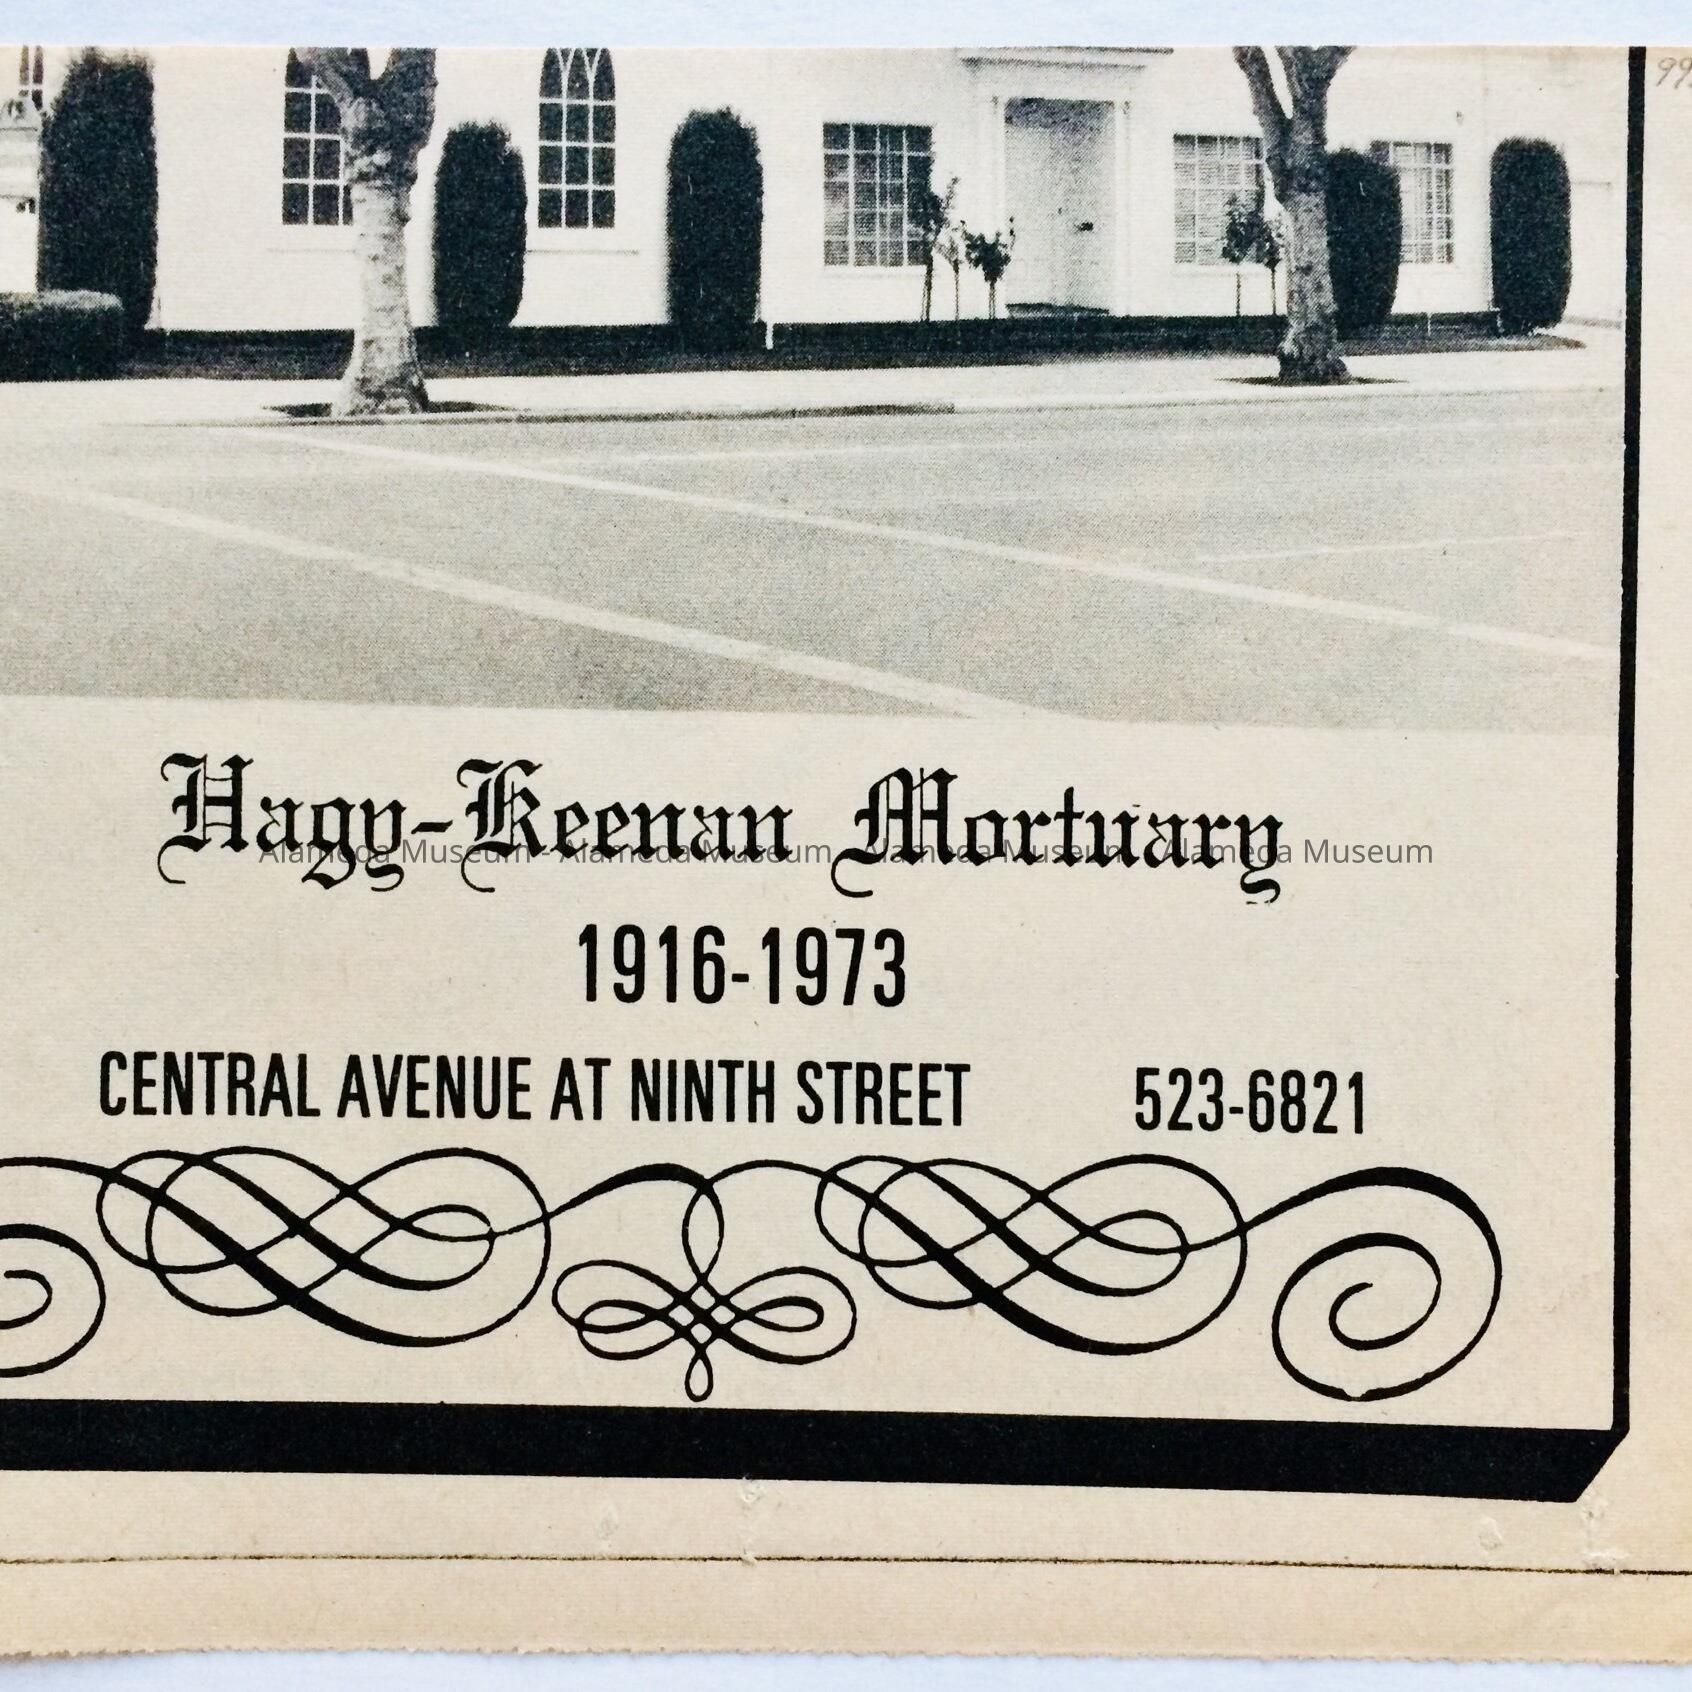 Hagy-Keenan Mortuary
Alameda Museum - Alameda Museum - Alameda Museum - Alameda Museum
1916-1973
CENTRAL AVENUE AT NINTH STREET 523-6821